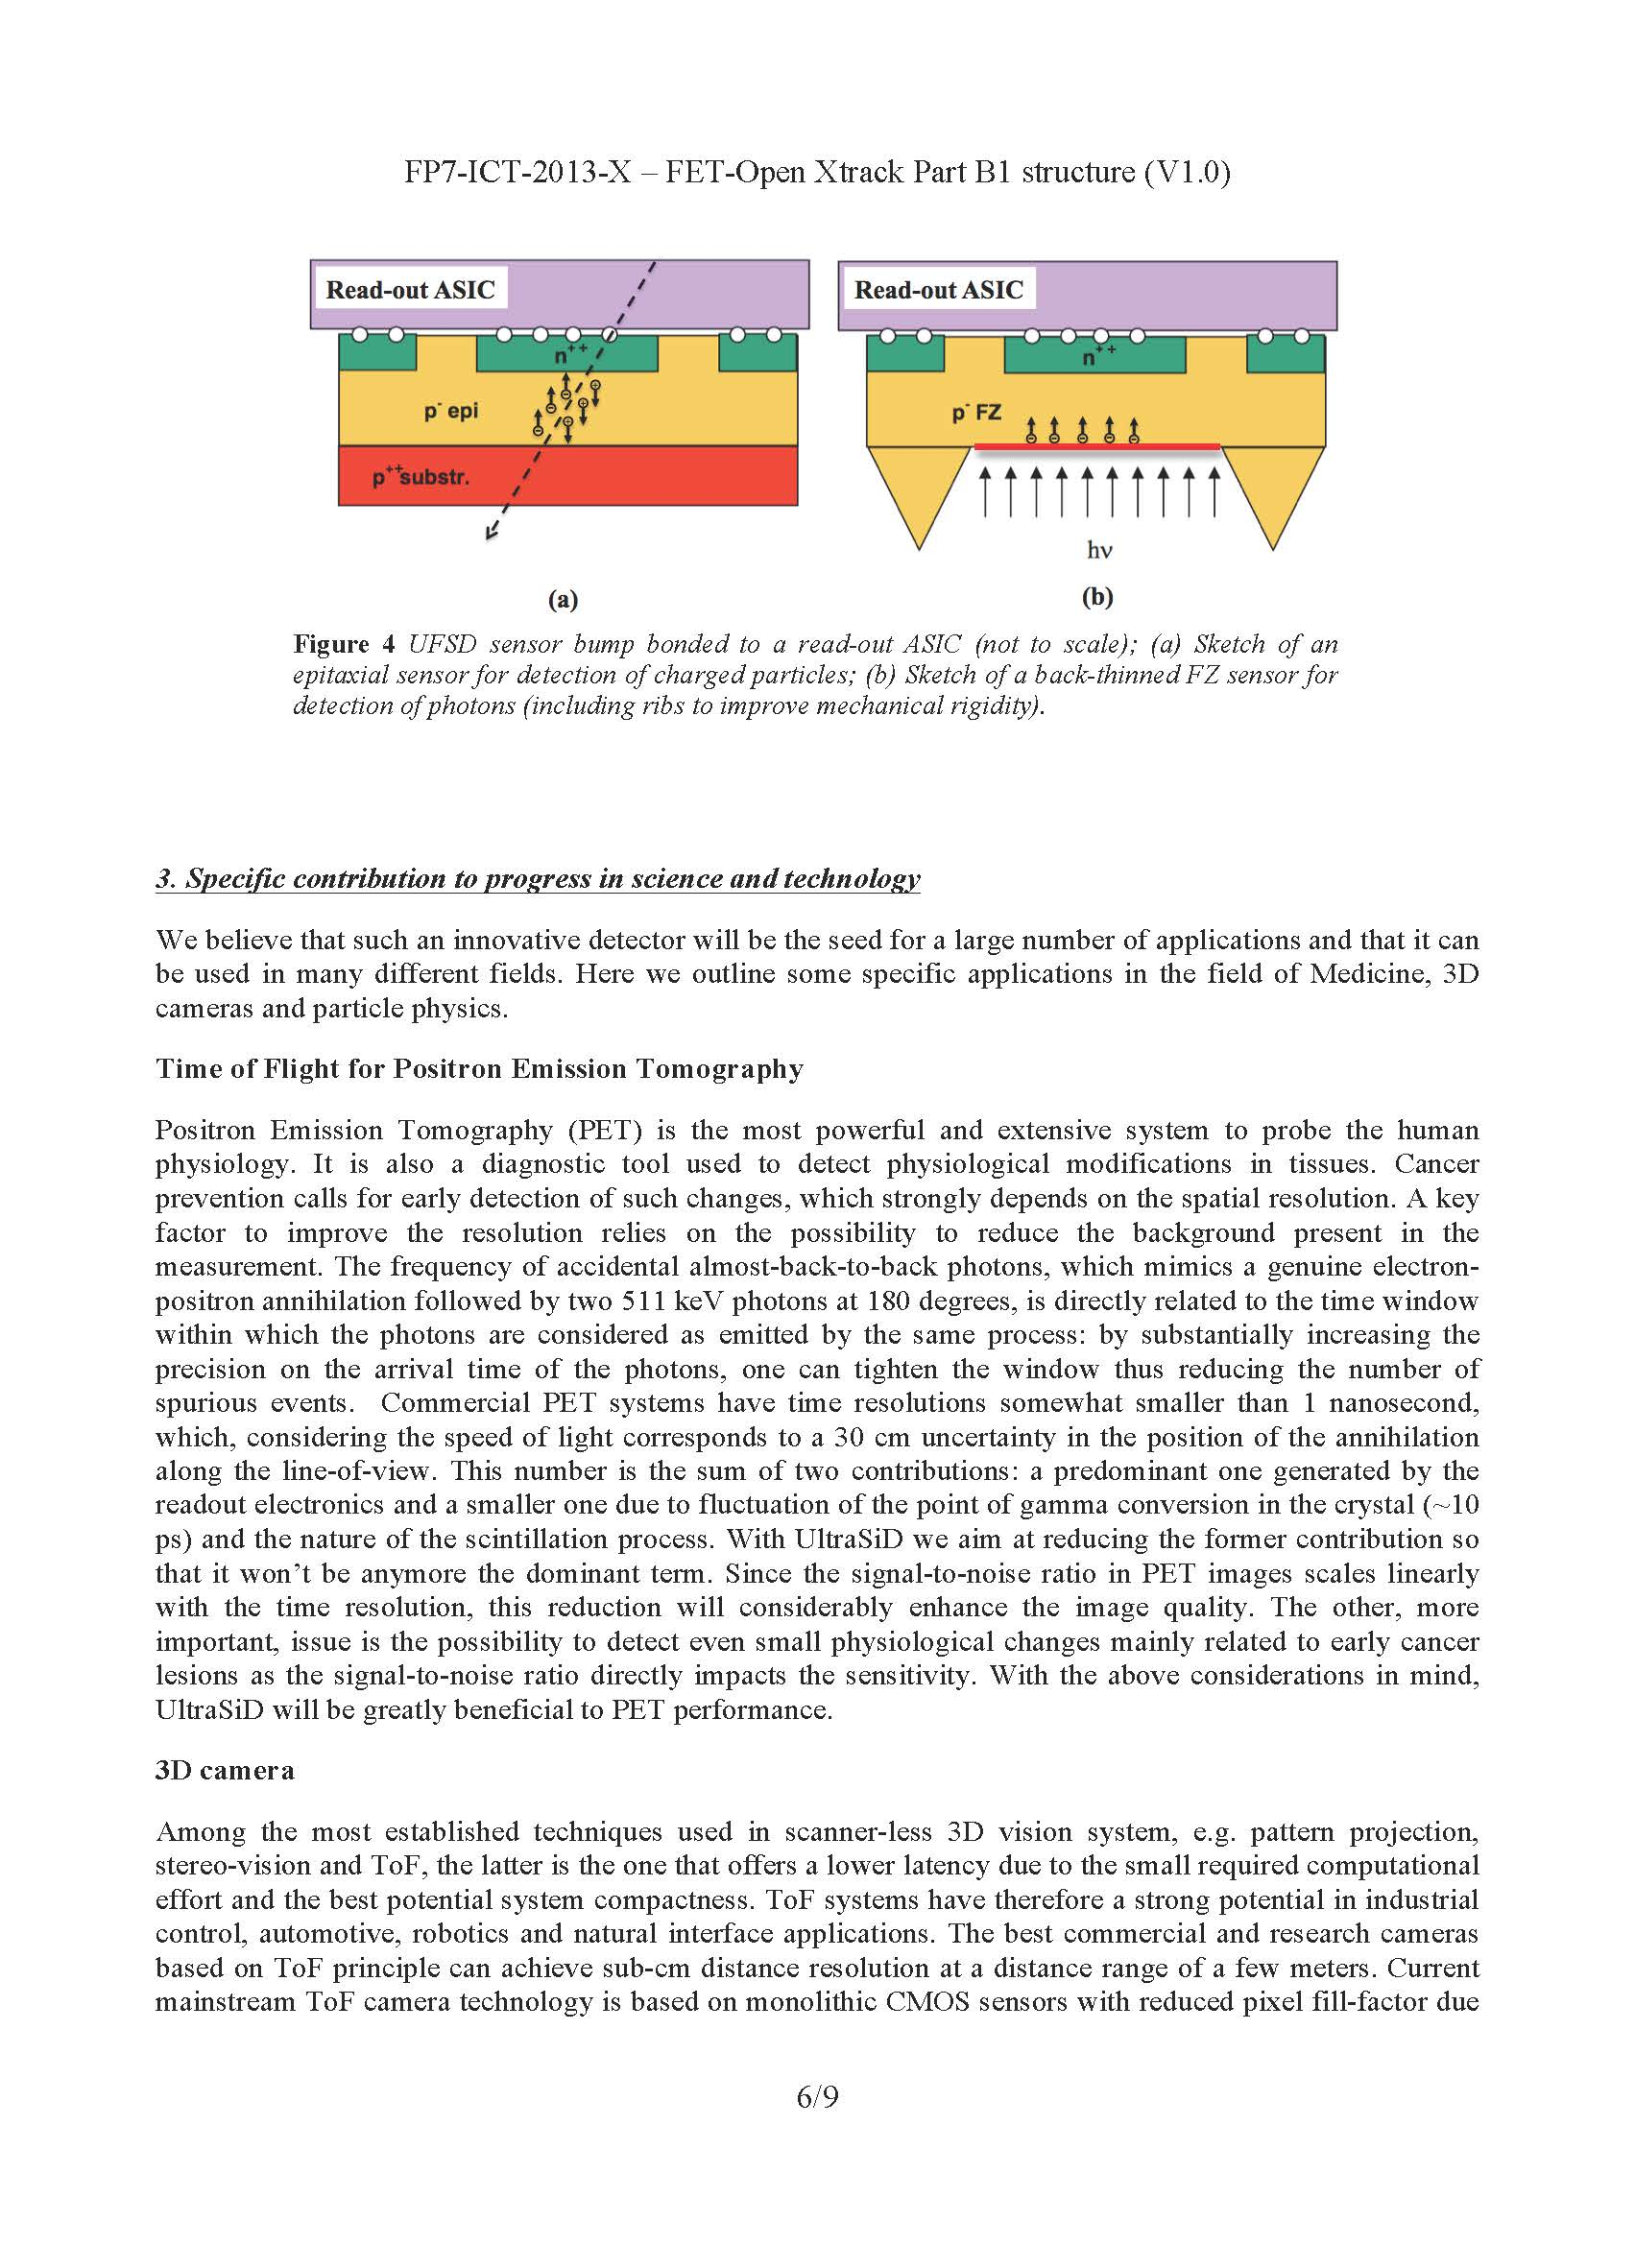 FP7-ICT-2013-X – FET-Open Xtrack Part B1 structure (V1.0)
Read-out ASIC
n++
p- epi
p++substr.
(a)
Read-out ASIC
n++
p- FZ
hν
(b)
Figure 4 UFSD sensor bump bonded to a read-out ASIC (not to scale); (a) Sketch of an
epitaxial sensor for detection of charged particles; (b) Sketch of a back-thinned FZ sensor for
detection of photons (including ribs to improve mechanical rigidity).
3. Specific contribution to progress in science and technology
We believe that such an innovative detector will be the seed for a large number of applications and that it can
be used in many different fields. Here we outline some specific applications in the field of Medicine, 3D
cameras and particle physics.
Time of Flight for Positron Emission Tomography
Positron Emission Tomography (PET) is the most powerful and extensive system to probe the human
physiology. It is also a diagnostic tool used to detect physiological modifications in tissues. Cancer
prevention calls for early detection of such changes, which strongly depends on the spatial resolution. A key
factor to improve the resolution relies on the possibility to reduce the background present in the
measurement. The frequency of accidental almost-back-to-back photons, which mimics a genuine electron-
positron annihilation followed by two 511 keV photons at 180 degrees, is directly related to the time window
within which the photons are considered as emitted by the same process: by substantially increasing the
precision on the arrival time of the photons, one can tighten the window thus reducing the number of
spurious events. Commercial PET systems have time resolutions somewhat smaller than 1 nanosecond,
which, considering the speed of light corresponds to a 30 cm uncertainty in the position of the annihilation
along the line-of-view. This number is the sum of two contributions: a predominant one generated by the
readout electronics and a smaller one due to fluctuation of the point of gamma conversion in the crystal (~10
ps) and the nature of the scintillation process. With UltraSiD we aim at reducing the former contribution so
that it won't be anymore the dominant term. Since the signal-to-noise ratio in PET images scales linearly
with the time resolution, this reduction will considerably enhance the image quality. The other, more
important, issue is the possibility to detect even small physiological changes mainly related to early cancer
lesions as the signal-to-noise ratio directly impacts the sensitivity. With the above considerations in mind,
UltraSiD will be greatly beneficial to PET performance.
3D camera
Among the most established techniques used in scanner-less 3D vision system, e.g. pattern projection,
stereo-vision and ToF, the latter is the one that offers a lower latency due to the small required computational
effort and the best potential system compactness. ToF systems have therefore a strong potential in industrial
control, automotive, robotics and natural interface applications. The best commercial and research cameras
based on ToF principle can achieve sub-cm distance resolution at a distance range of a few meters. Current
mainstream ToF camera technology is based on monolithic CMOS sensors with reduced pixel fill-factor due
6/9